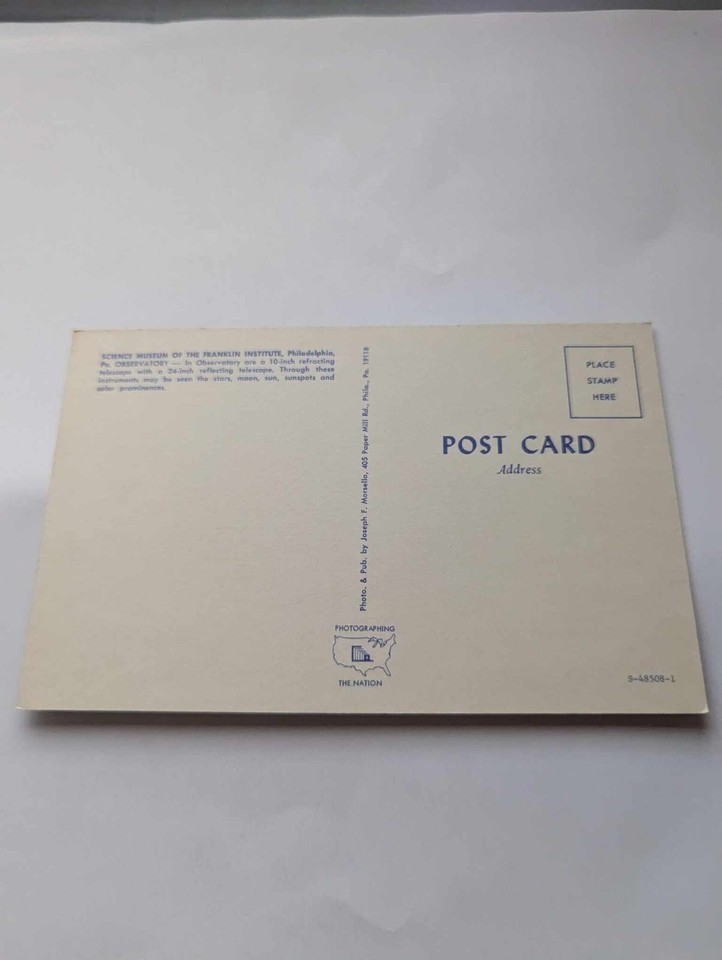 SCIENCE MUSEUM OF THE FRANKLIN INSTITUTE, Philadelphia,
Pa. OBSERVATORY — In Observatory are a 10-inch refracting
telescope with a 24-inch reflecting telescope. Through these
instruments may be seen the stars, moon, sun, sunspots and
solar prominences.
Photo. & Pub. by Joseph F. Morsello, 405 Paper Mill Rd., Phila., Pa. 19118
PLACE
STAMP
HERE
POST CARD
Address
PHOTOGRAPHING
THE NATION
S-48508-1